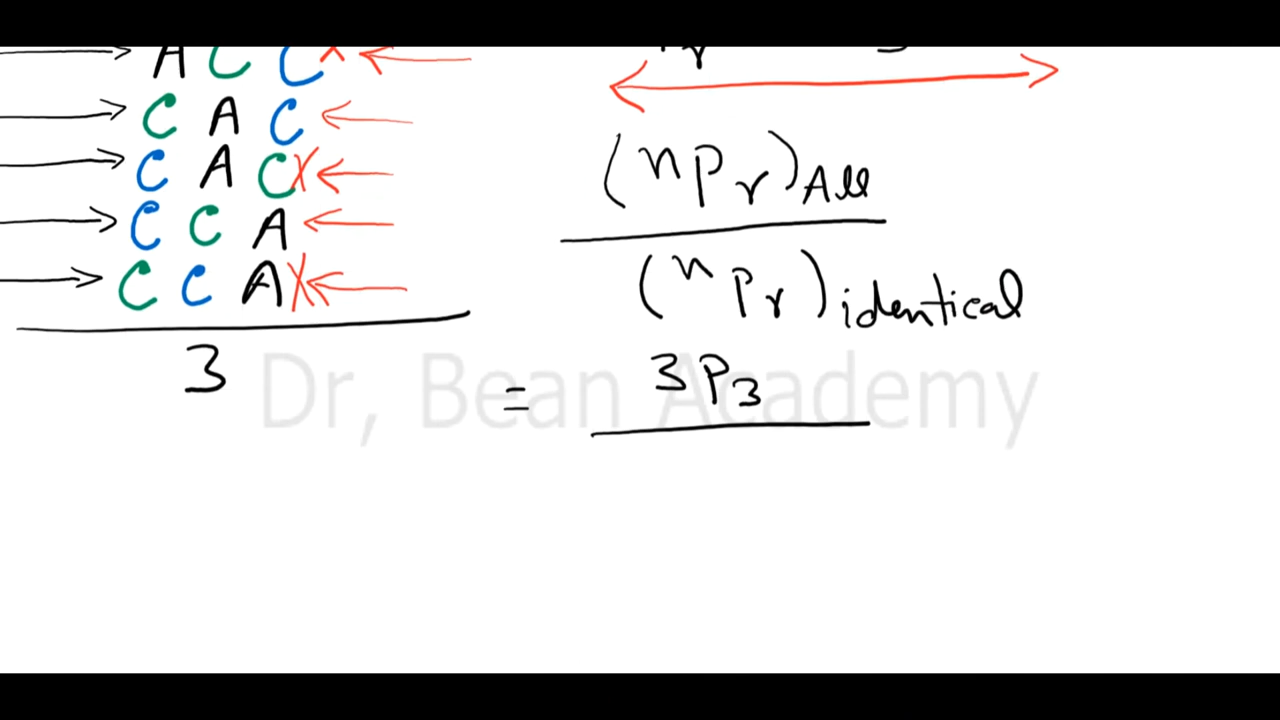 A C C X
C A C
C A C X
C C A
C C A X
3
(nPr)All
(nPr)identical
= 3P3
Dr, Bean Academy